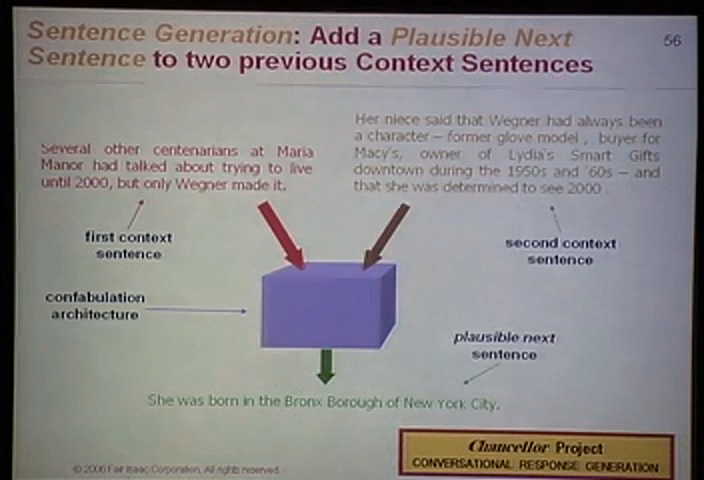 Sentence Generation: Add a Plausible Next
Sentence to two previous Context Sentences
56
Several other centenarians at Maria
Manor had talked about trying to live
until 2000, but only Wegner made it.
Her niece said that Wegner had always been
a character – former glove model , buyer for
Macy's, owner of Lydia's Smart Gifts
downtown during the 1950s and '60s – and
that she was determined to see 2000 .
first context
sentence
second context
sentence
confabulation
architecture
plausible next
sentence
She was born in the Bronx Borough of New York City.
Chancellor Project
CONVERSATIONAL RESPONSE GENERATION
© 2006 Fair Isaac Corporation, All rights reserved.